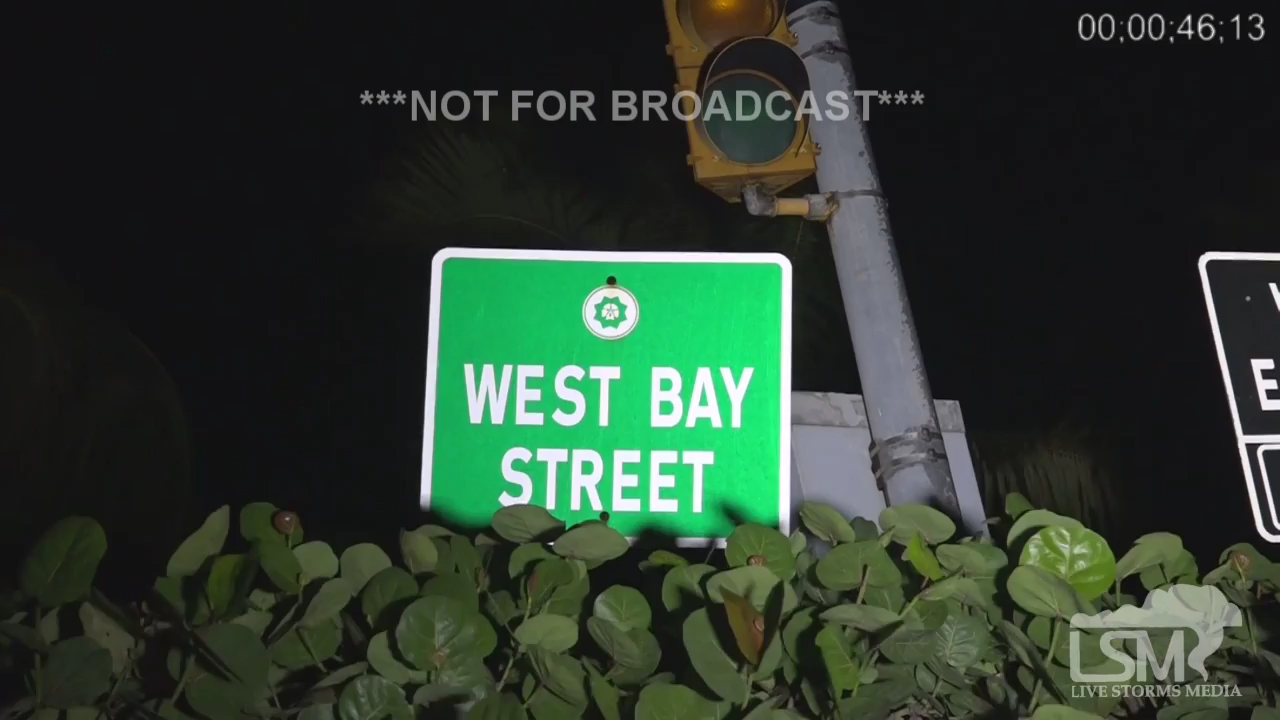 00;00;46;13
***NOT FOR BROADCAST***
WEST BAY
STREET
LSM
LIVE STORMS MEDIA